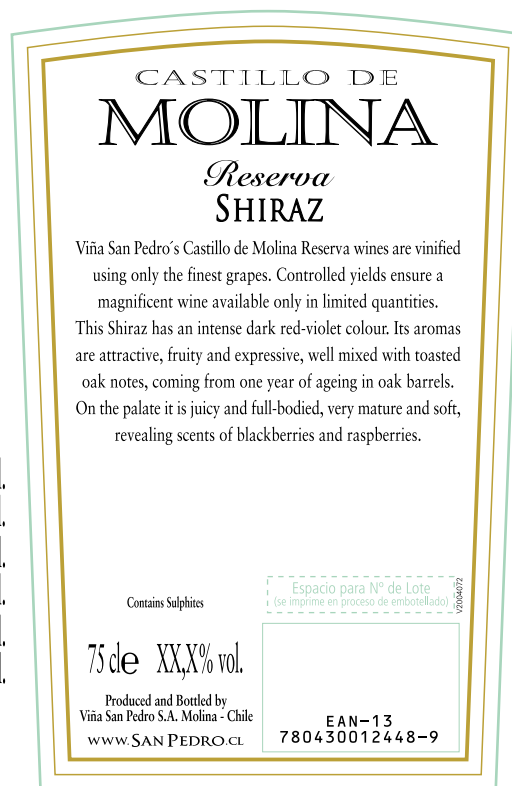 CASTILLO DE
MOLINA
Reserva
SHIRAZ
Viña San Pedro´s Castillo de Molina Reserva wines are vinified
using only the finest grapes. Controlled yields ensure a
magnificent wine available only in limited quantities.
This Shiraz has an intense dark red-violet colour. Its aromas
are attractive, fruity and expressive, well mixed with toasted
oak notes, coming from one year of ageing in oak barrels.
On the palate it is juicy and full-bodied, very mature and soft,
revealing scents of blackberries and raspberries.
Espacio para Nº de Lote
(se imprime en proceso de embotellado)
V2004072
Contains Sulphites
75 cl e XX,X% vol.
Produced and Bottled by
Viña San Pedro S.A. Molina - Chile
WWW.SAN PEDRO.CL
EAN-13
780430012448-9